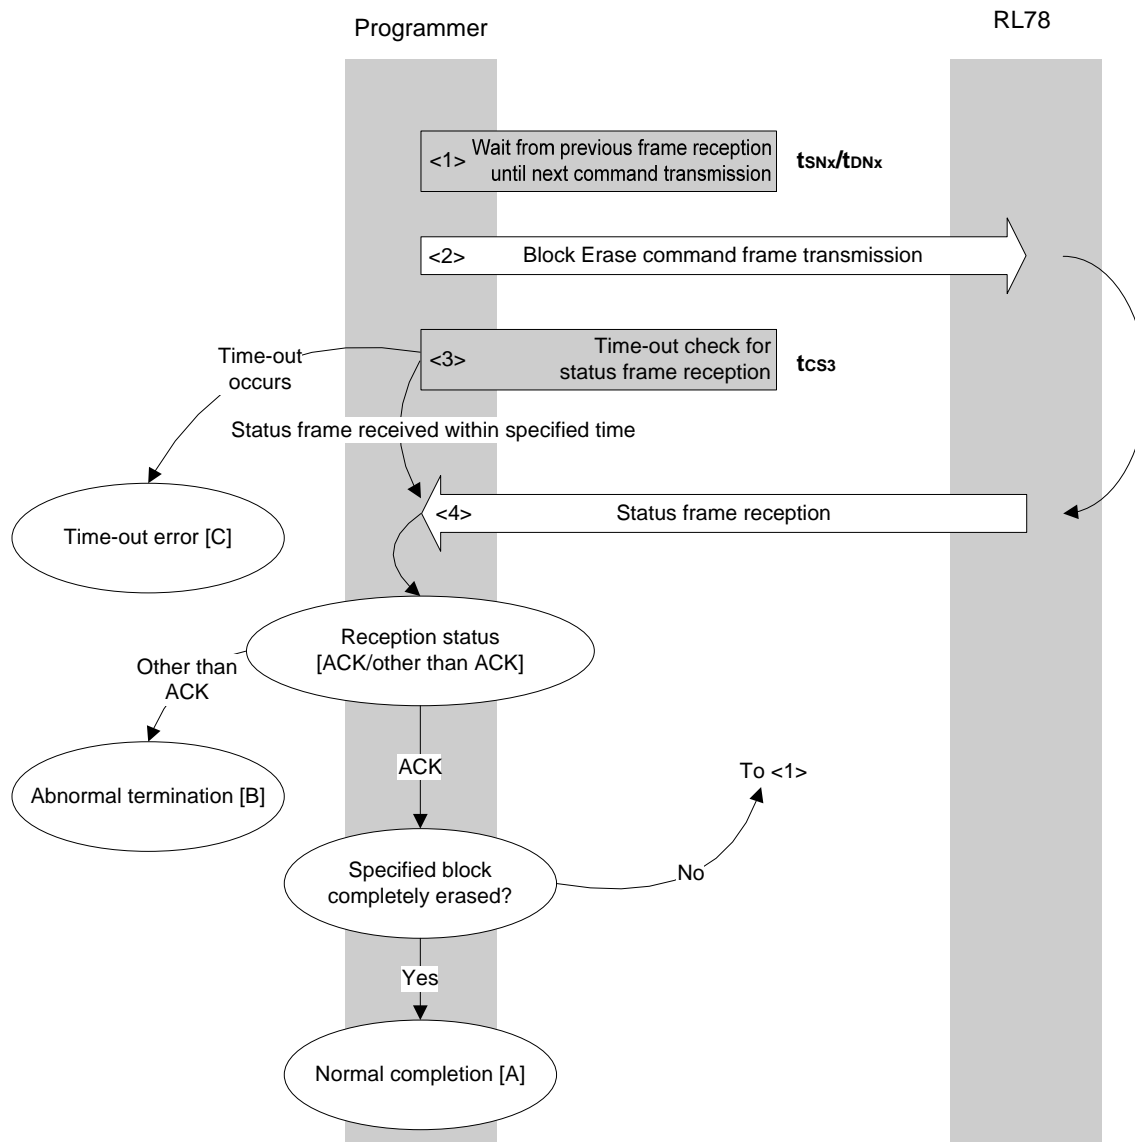 Programmer
RL78
<1> Wait from previous frame reception
until next command transmission
tSNx/tDNx
<2> Block Erase command frame transmission
<3> Time-out check for
status frame reception
tCS3
Time-out
occurs
Status frame received within specified time
<4> Status frame reception
Time-out error [C]
Reception status
[ACK/other than ACK]
Other than
ACK
Abnormal termination [B]
ACK
To <1>
Specified block
completely erased?
No
Yes
Normal completion [A]